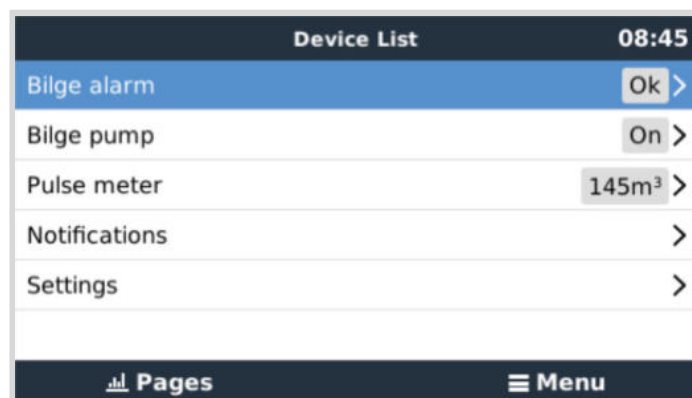 Device List 08:45
Bilge alarm Ok
Bilge pump On
Pulse meter 145m³
Notifications
Settings
Pages Menu